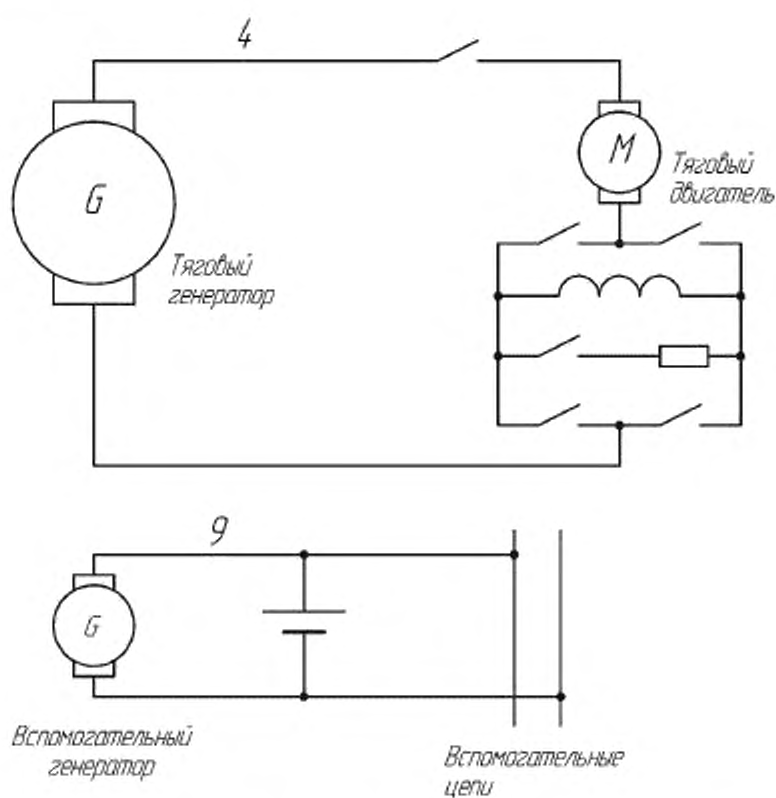 4
G
M
Тяговый
двигатель
Тяговый
генератор
9
G
Вспомогательный
генератор
Вспомогательные
цепи